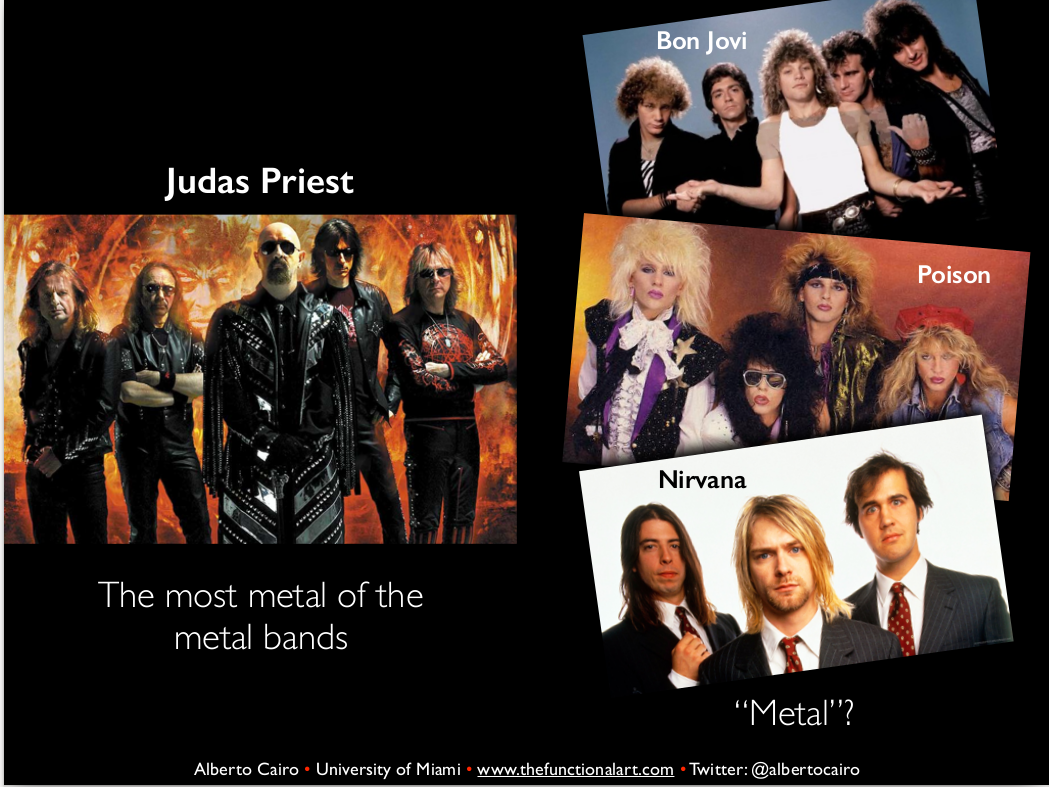 Judas Priest
The most metal of the
metal bands
Bon Jovi
Poison
Nirvana
“Metal”?
Alberto Cairo • University of Miami • www.thefunctionalart.com • Twitter: @albertocairo